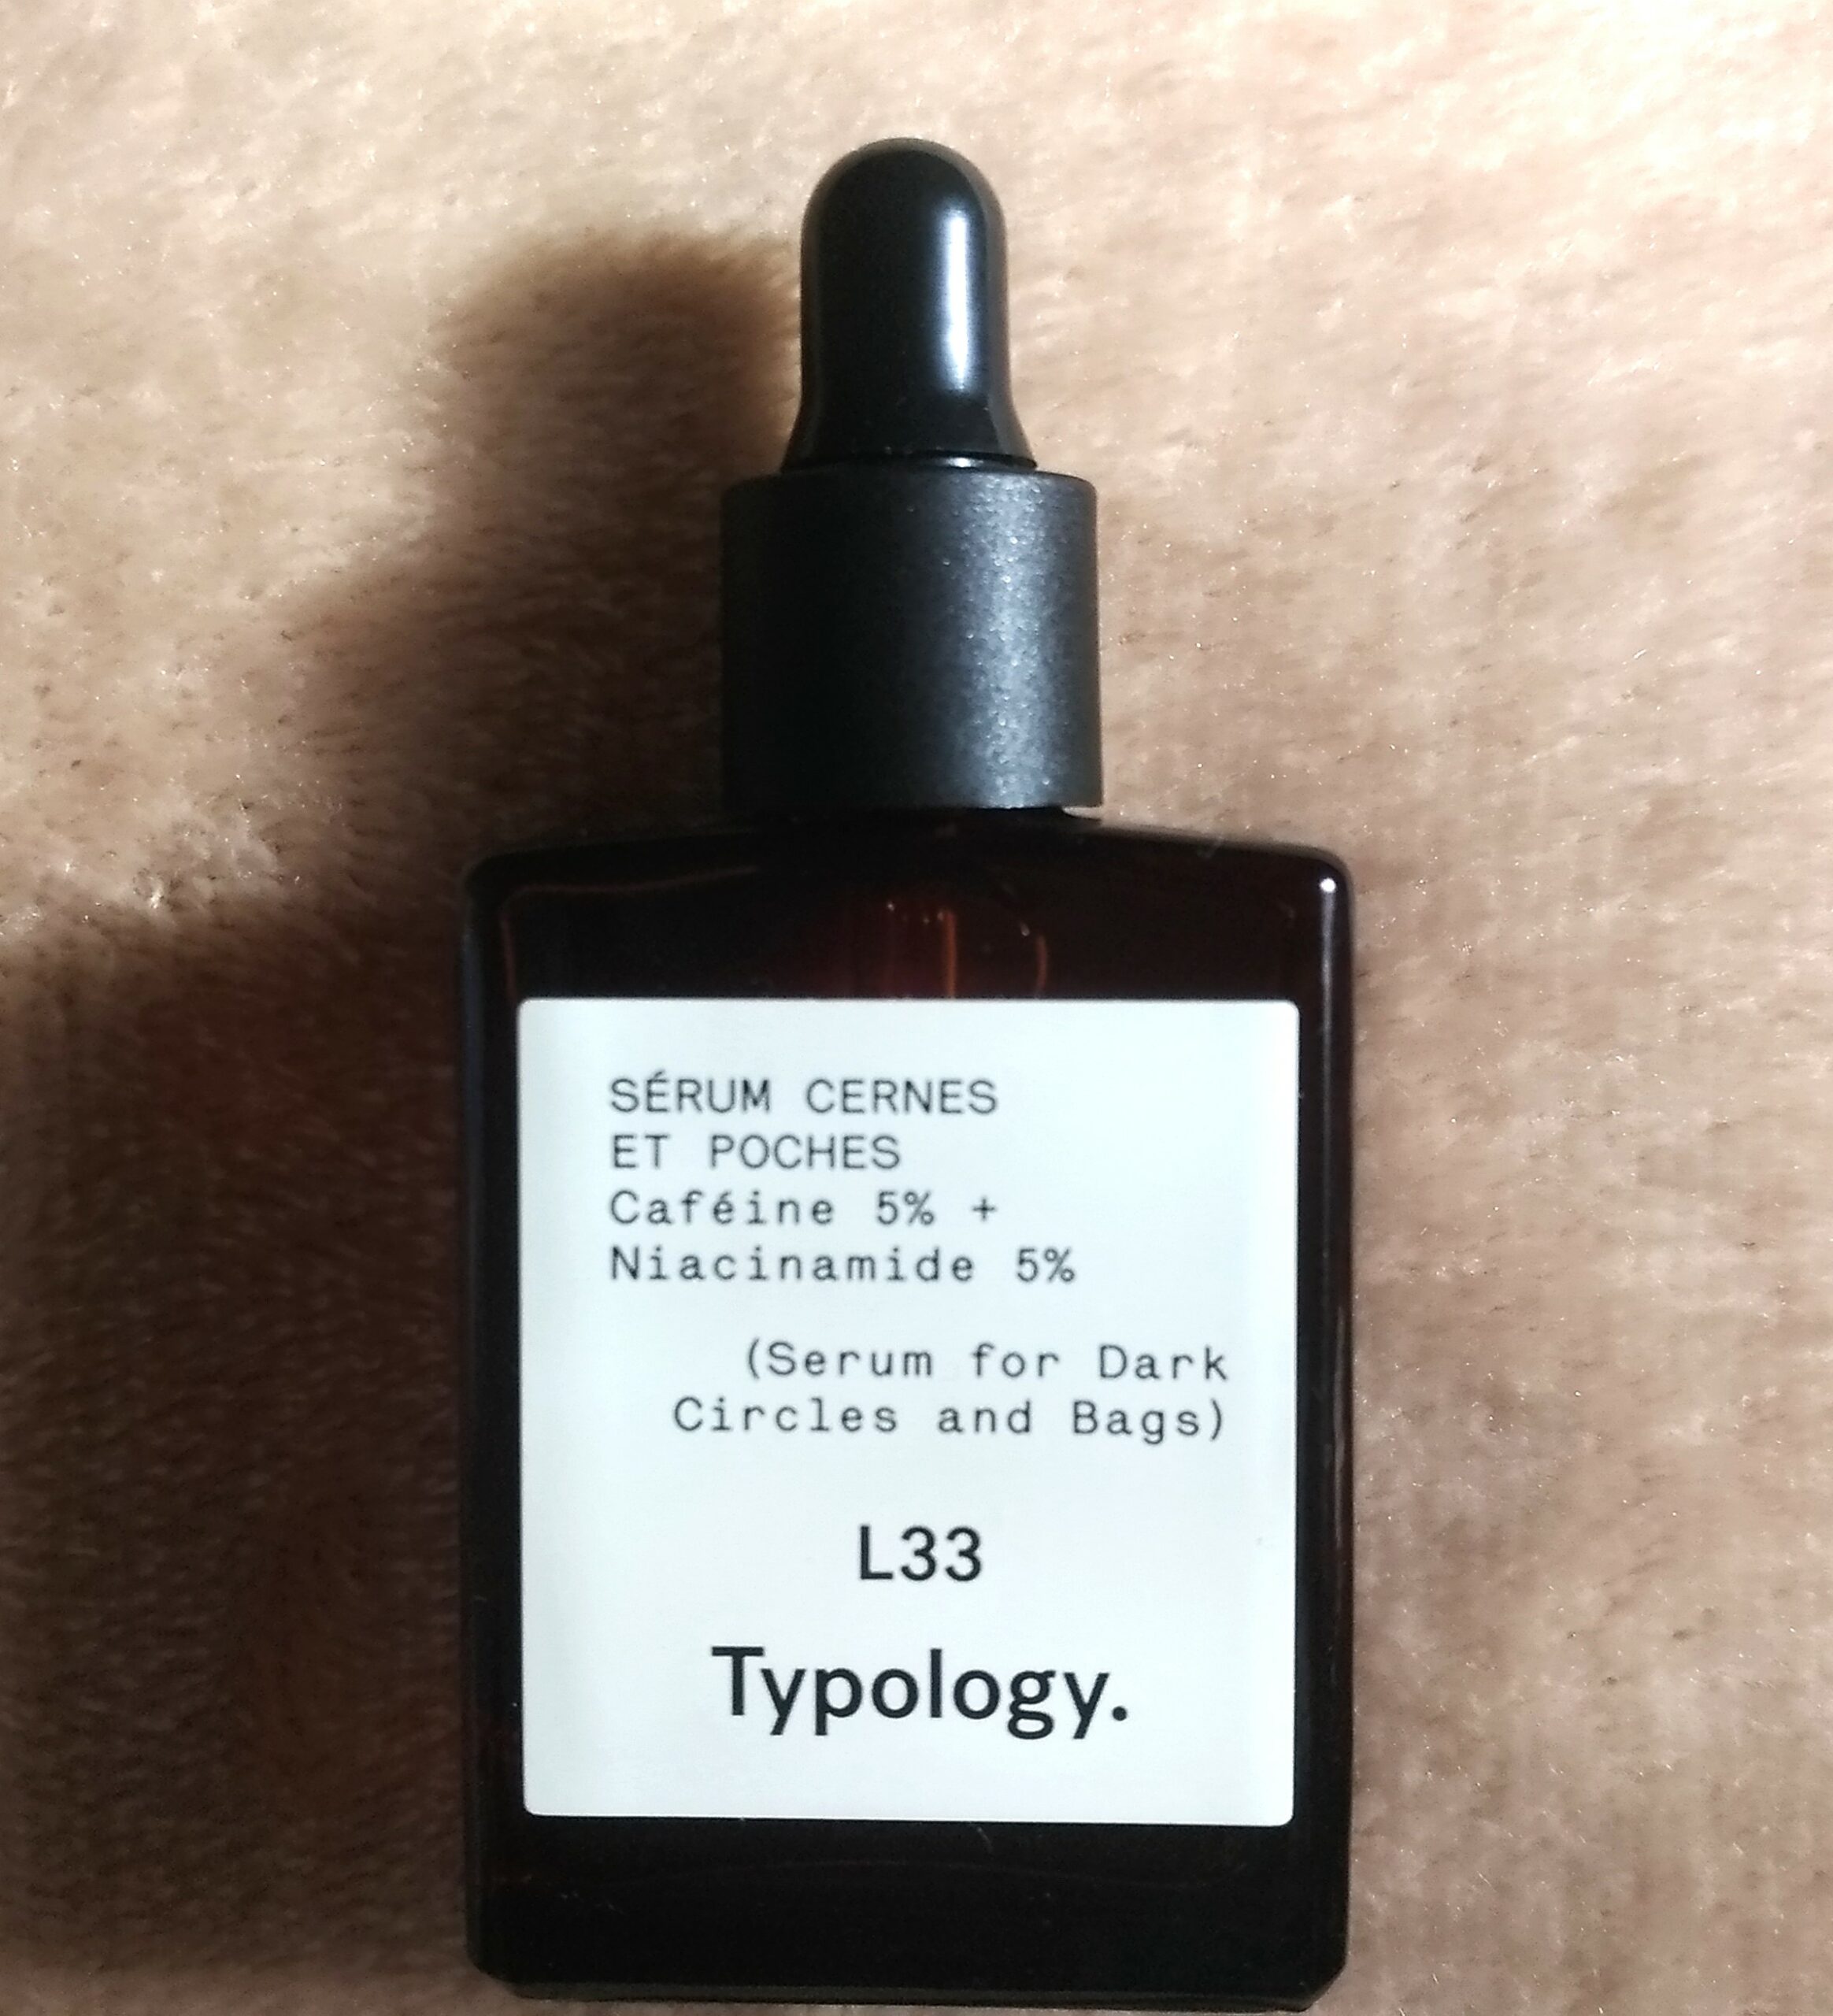 SÉRUM CERNES
ET POCHES
Caféine 5% +
Niacinamide 5%
(Serum for Dark
Circles and Bags)
L33
Typology.